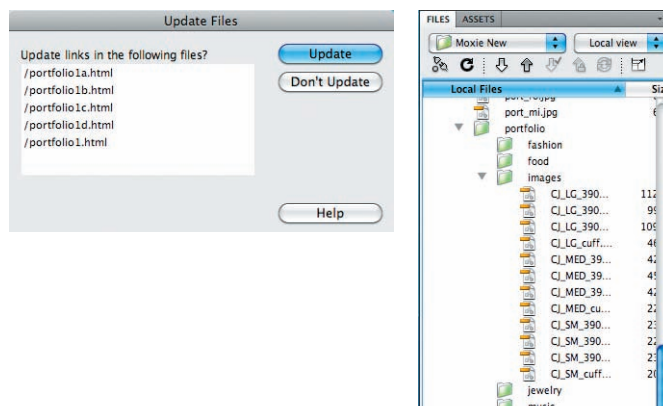 Update Files
Update links in the following files?
/portfolio1a.html
/portfolio1b.html
/portfolio1c.html
/portfolio1d.html
/portfolio1.html
Update
Don't Update
Help
FILES ASSETS
Moxie New Local view
Local Files
port_mi.jpg
portfolio
fashion
food
images
CJ_LG_390... 112
CJ_LG_390...
CJ_LG_390... 109
CJ_LG_cuff....
CJ_MED_39...
CJ_MED_39...
CJ_MED_39...
CJ_MED_cu...
CJ_SM_390...
CJ_SM_390...
CJ_SM_390...
CJ_SM_cuff...
jewelry